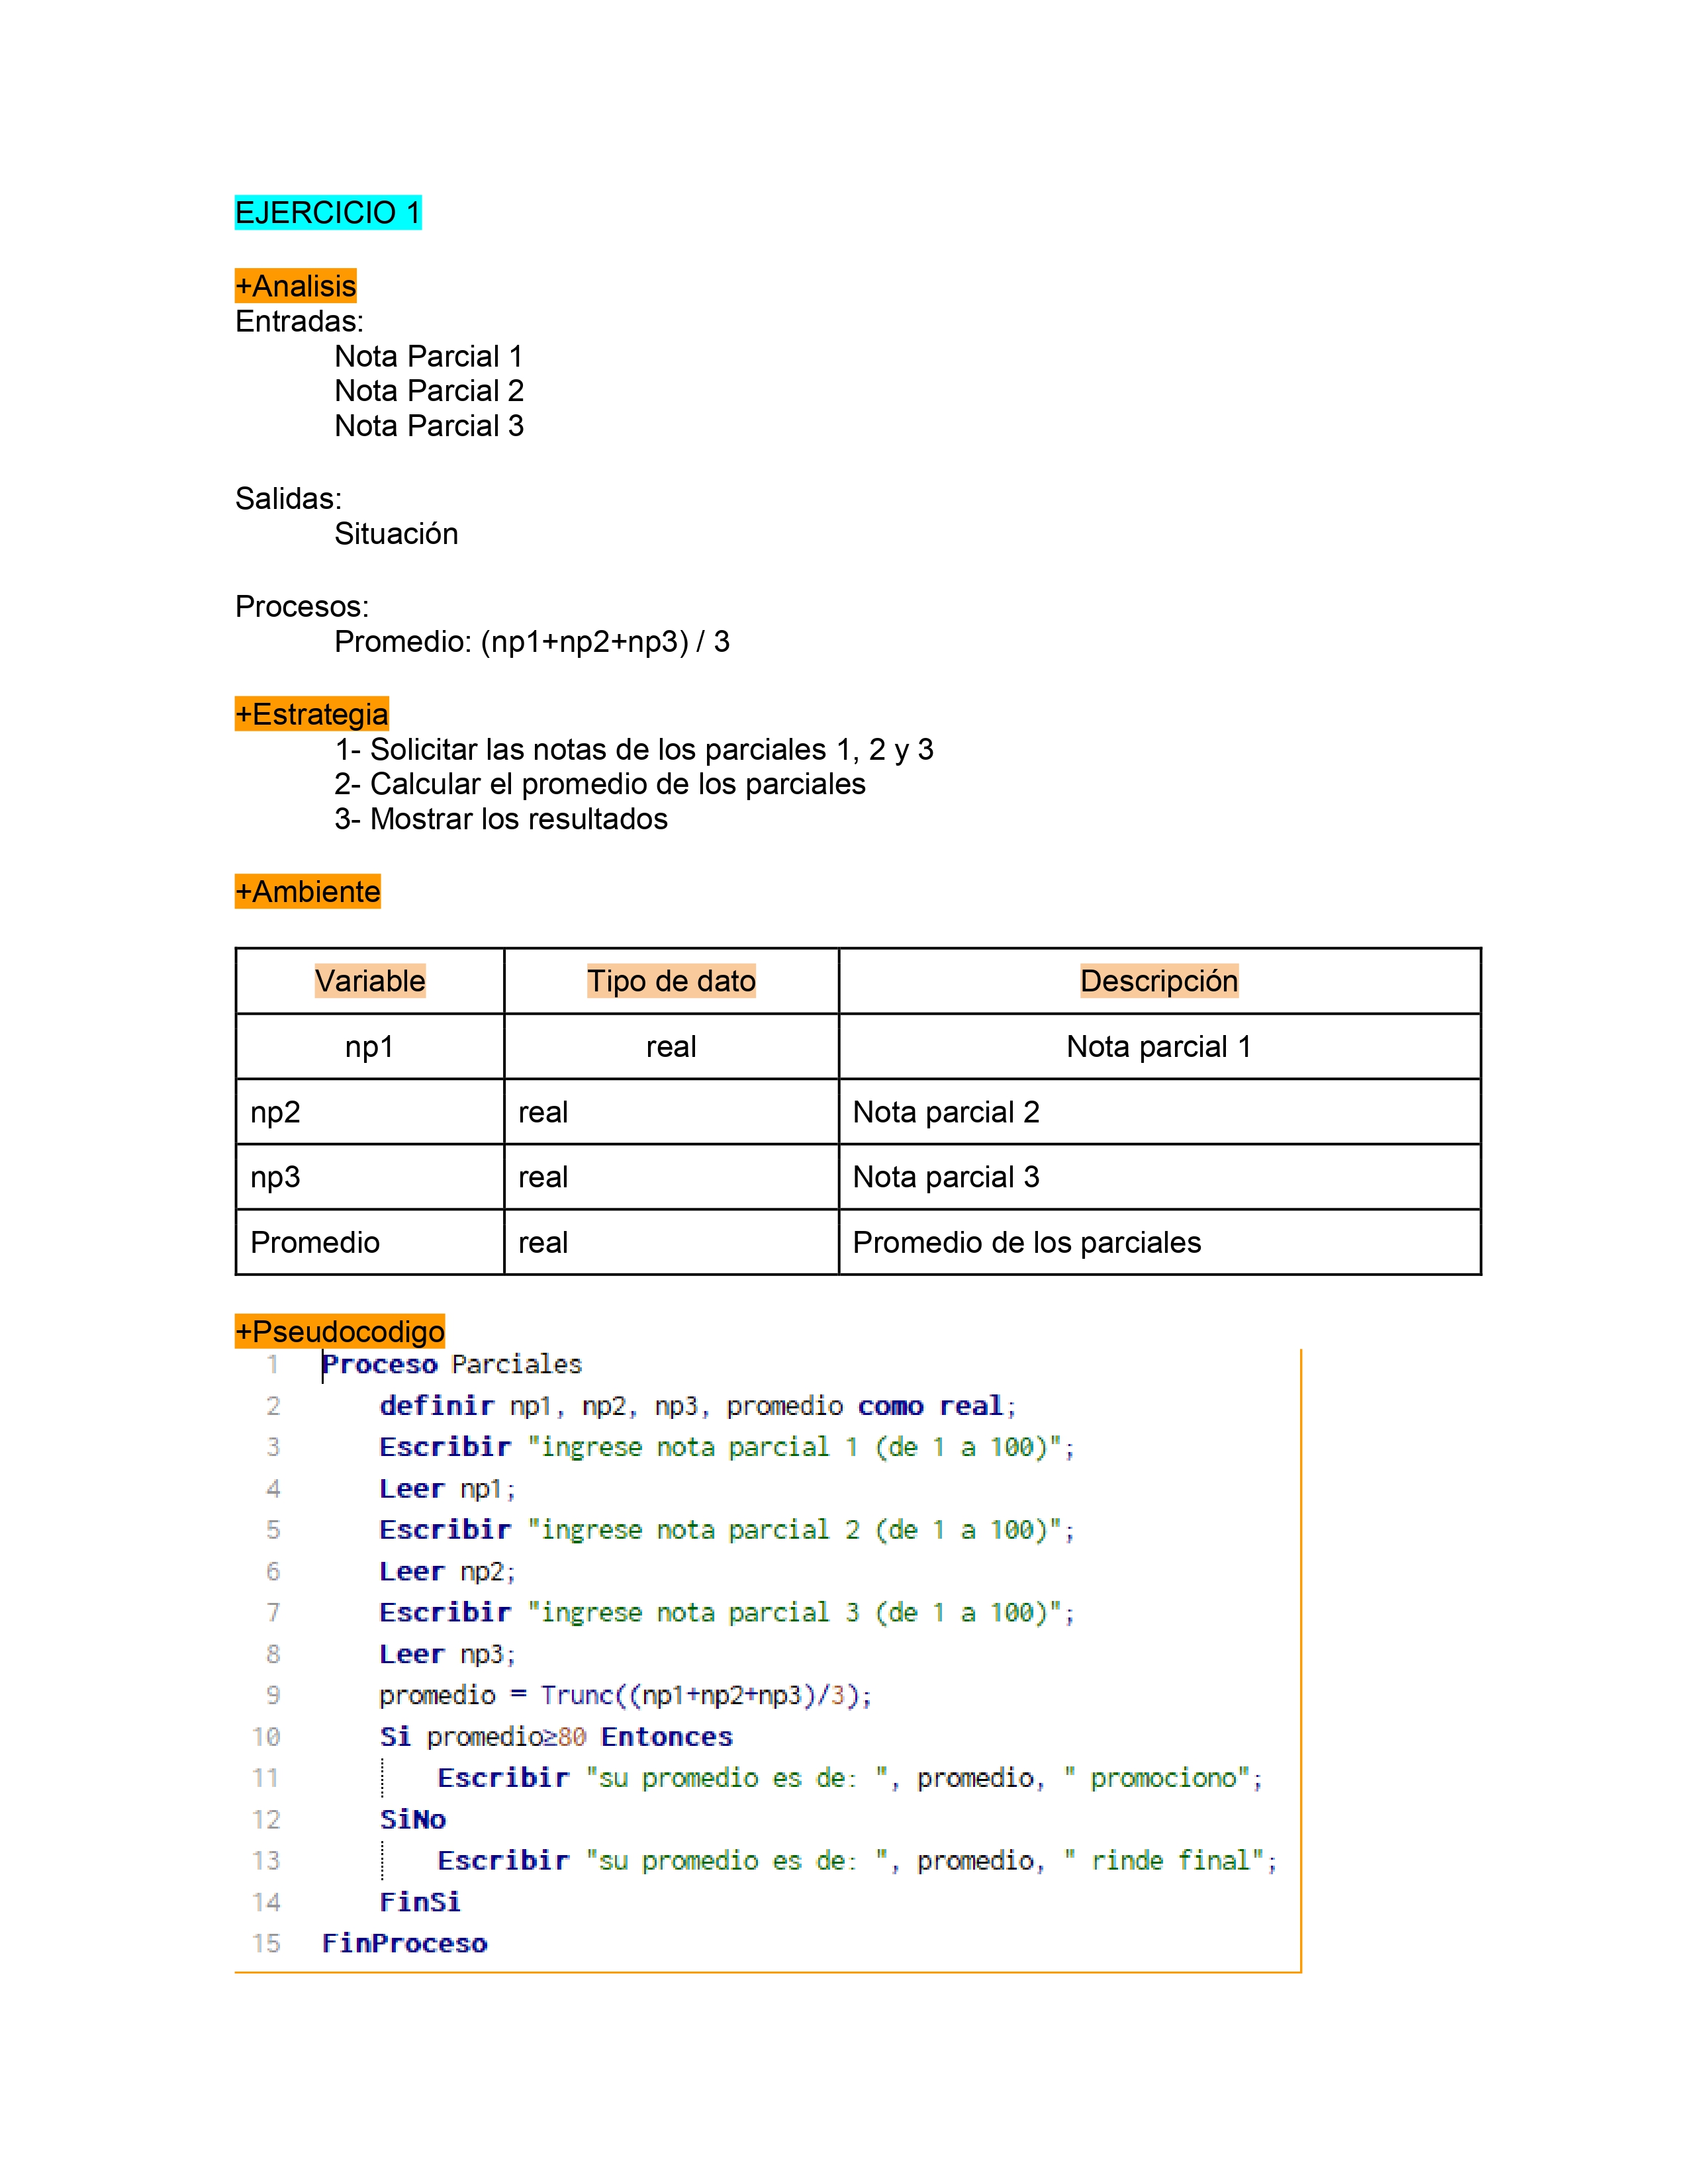 EJERCICIO 1
+Analisis
Entradas:
Nota Parcial 1
Nota Parcial 2
Nota Parcial 3
Salidas:
Situación
Procesos:
Promedio: (np1+np2+np3) / 3
+Estrategia
1- Solicitar las notas de los parciales 1, 2 y 3
2- Calcular el promedio de los parciales
3- Mostrar los resultados
+Ambiente
Variable Tipo de dato Descripción
np1 real Nota parcial 1
np2 real Nota parcial 2
np3 real Nota parcial 3
Promedio real Promedio de los parciales
+Pseudocodigo
1 Proceso Parciales
2 definir np1, np2, np3, promedio como real;
3 Escribir "ingrese nota parcial 1 (de 1 a 100)";
4 Leer np1;
5 Escribir "ingrese nota parcial 2 (de 1 a 100)";
6 Leer np2;
7 Escribir "ingrese nota parcial 3 (de 1 a 100)";
8 Leer np3;
9 promedio = Trunc((np1+np2+np3)/3);
10 Si promedio≥80 Entonces
11 Escribir "su promedio es de: ", promedio, " promociono";
12 SiNo
13 Escribir "su promedio es de: ", promedio, " rinde final";
14 FinSi
15 FinProceso